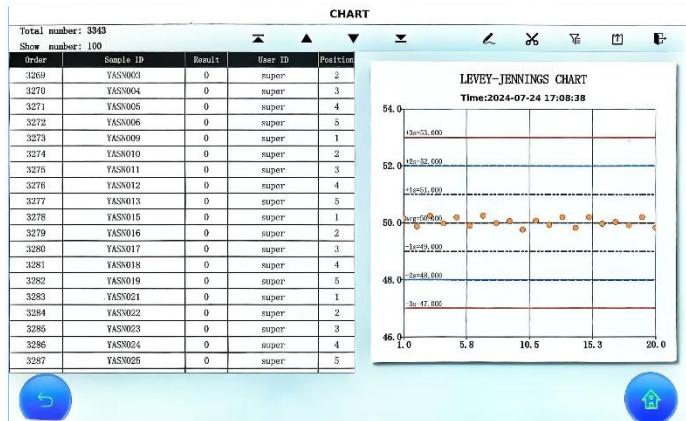 CHART
Total number: 3343
Show number: 100
Order Sample ID Result User ID Position
3269 YASN003 0 super 2
3270 YASN004 0 super 3
3271 YASN005 0 super 4
3272 YASN006 0 super 5
3273 YASN009 0 super 1
3274 YASN010 0 super 2
3275 YASN011 0 super 3
3276 YASN012 0 super 4
3277 YASN013 0 super 5
3278 YASN015 0 super 1
3279 YASN016 0 super 2
3280 YASN017 0 super 3
3281 YASN018 0 super 4
3282 YASN019 0 super 5
3283 YASN021 0 super 1
3284 YASN022 0 super 2
3285 YASN023 0 super 3
3286 YASN024 0 super 4
3287 YASN025 0 super 5
LEVEY-JENNINGS CHART
Time:2024-07-24 17:08:38
54.0
+3s=53.000
52.0
+2s=52.000
+1s=51.000
50.0
-1s=49.000
48.0
-2s=48.000
46.0
1.0 5.8 10.5 15.3 20.0